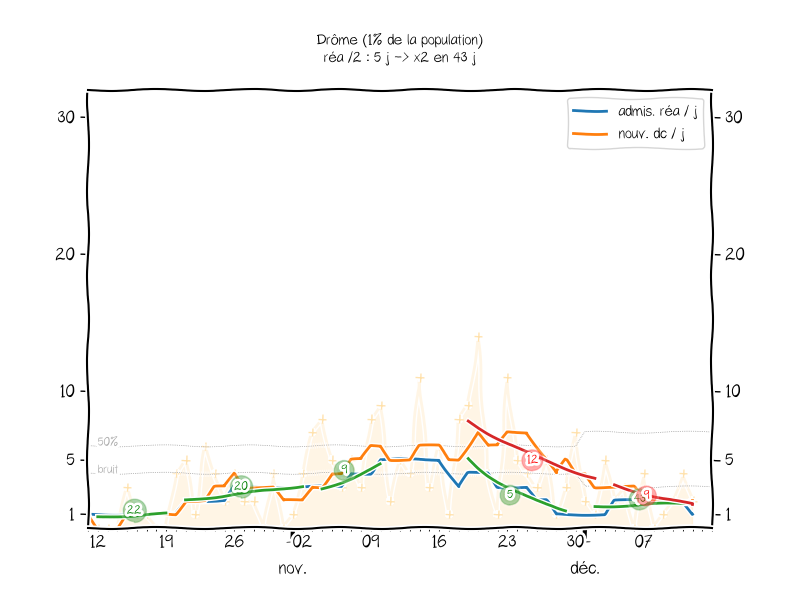 Drôme (1% de la population)
réa /2 : 5 j -> x2 en 43 j
admis. réa / j
nouv. dc / j
30 30
20 20
10 10
50%
bruit
5 5
1 1
22
20
9
12
5
9
12 19 26 02 09 16 23 30 07
nov. déc.